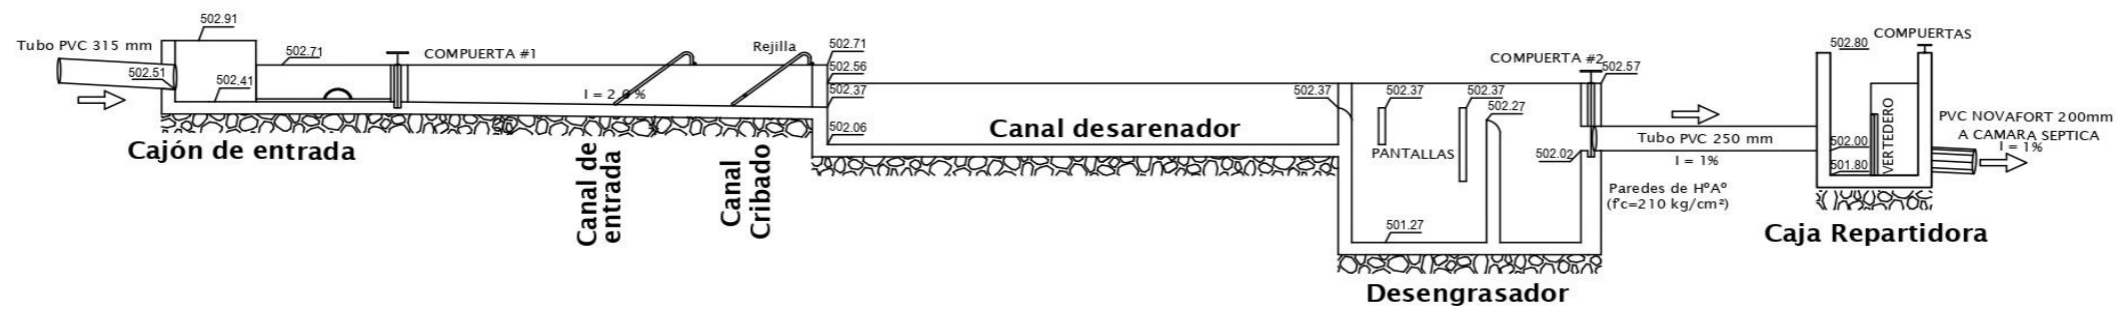 Tubo PVC 315 mm
502.91
502.51
502.41
502.71
COMPUERTA #1
I = 2.0 %
Rejilla
502.71
502.56
502.37
502.06
Cajón de entrada
Canal de
entrada
Canal
Cribado
Canal desarenador
502.37
502.37
502.37
502.27
PANTALLAS
501.27
COMPUERTA #2
502.57
502.02
Desengrasador
Tubo PVC 250 mm
I = 1%
Paredes de HºAº
(f'c=210 kg/cm²)
502.80
COMPUERTAS
502.00
501.80
VERTEDERO
PVC NOVAFORT 200mm
A CAMARA SEPTICA
I = 1%
Caja Repartidora